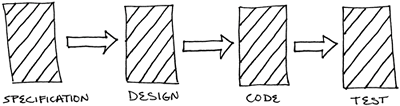 SPECIFICATION DESIGN CODE TEST